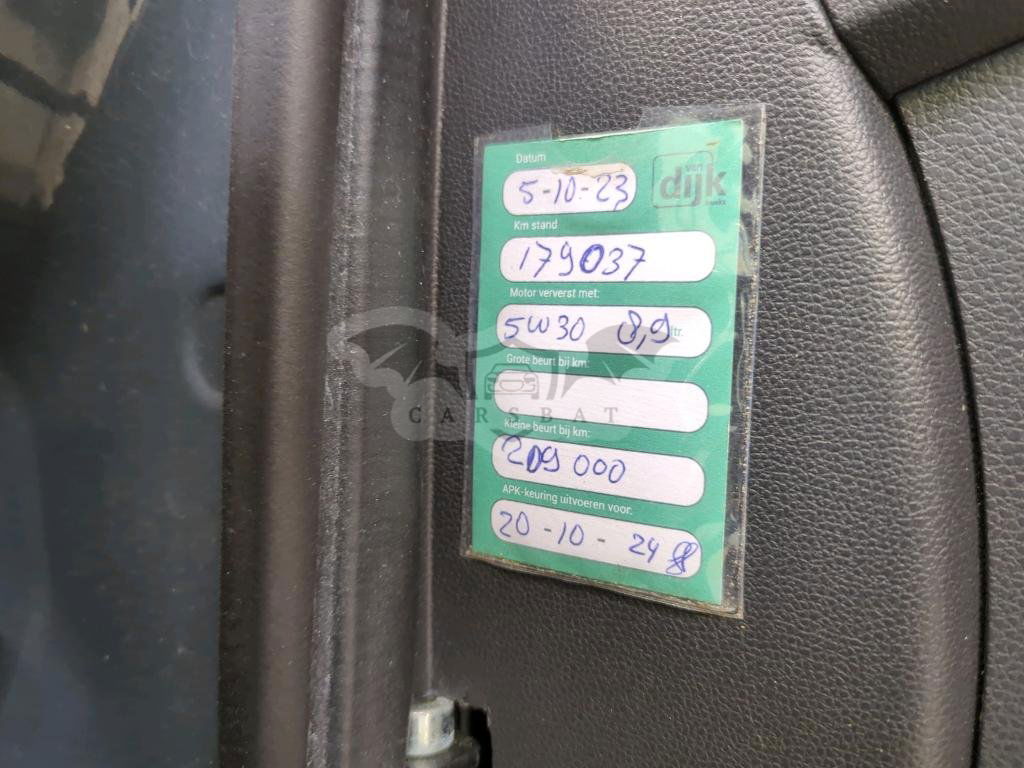 Datum
van
dijk
5-10-23
Km stand
179037
Motor ververst met:
5W30 8,9 ltr.
Grote beurt bij km:
CARSBAT
Kleine beurt bij km:
209 000
APK-keuring uitvoeren voor:
20-10-24